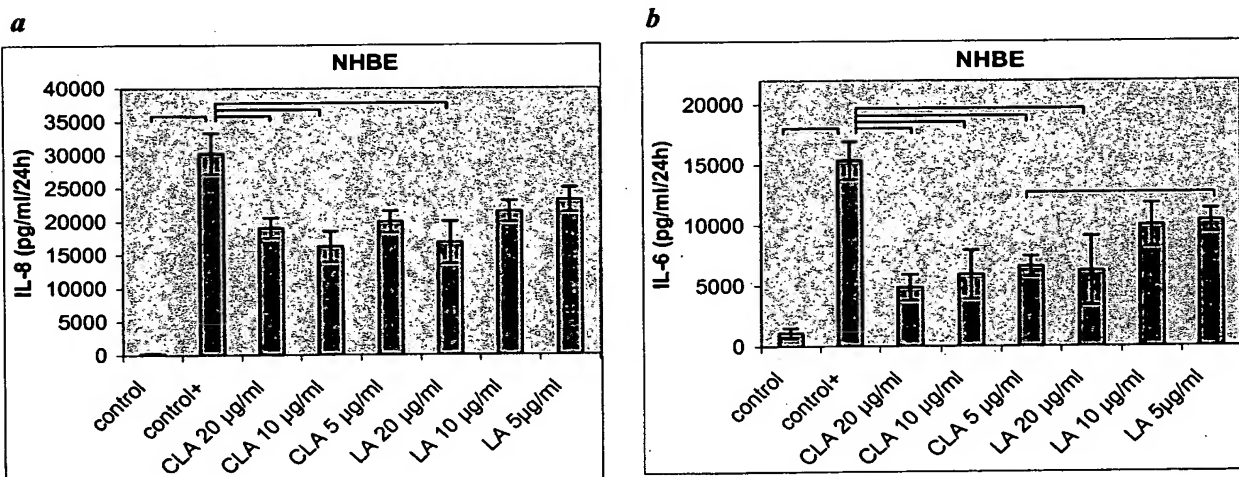 a
NHBE
IL-8 (pg/ml/24h)
40000
35000
30000
25000
20000
15000
10000
5000
0
control
control+
CLA 20 µg/ml
CLA 10 µg/ml
CLA 5 µg/ml
LA 20 µg/ml
LA 10 µg/ml
LA 5µg/ml
b
NHBE
IL-6 (pg/ml/24h)
20000
15000
10000
5000
0
control
control+
CLA 20 µg/ml
CLA 10 µg/ml
CLA 5 µg/ml
LA 20 µg/ml
LA 10 µg/ml
LA 5µg/ml